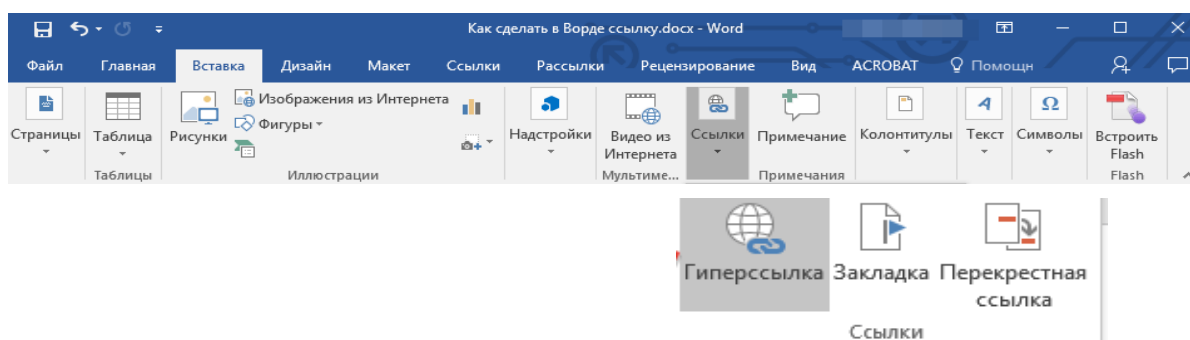 Как сделать в Ворде ссылку.docx - Word
Файл Главная Вставка Дизайн Макет Ссылки Рассылки Рецензирование Вид ACROBAT Помощн
Страницы Таблица Рисунки Изображения из Интернета Надстройки Видео из Ссылки Примечание Колонтитулы Текст Символы Встроить
Фигуры Интернета Flash
Таблицы Иллюстрации Мультиме... Примечания Flash
Гиперссылка Закладка Перекрестная
ссылка
Ссылки